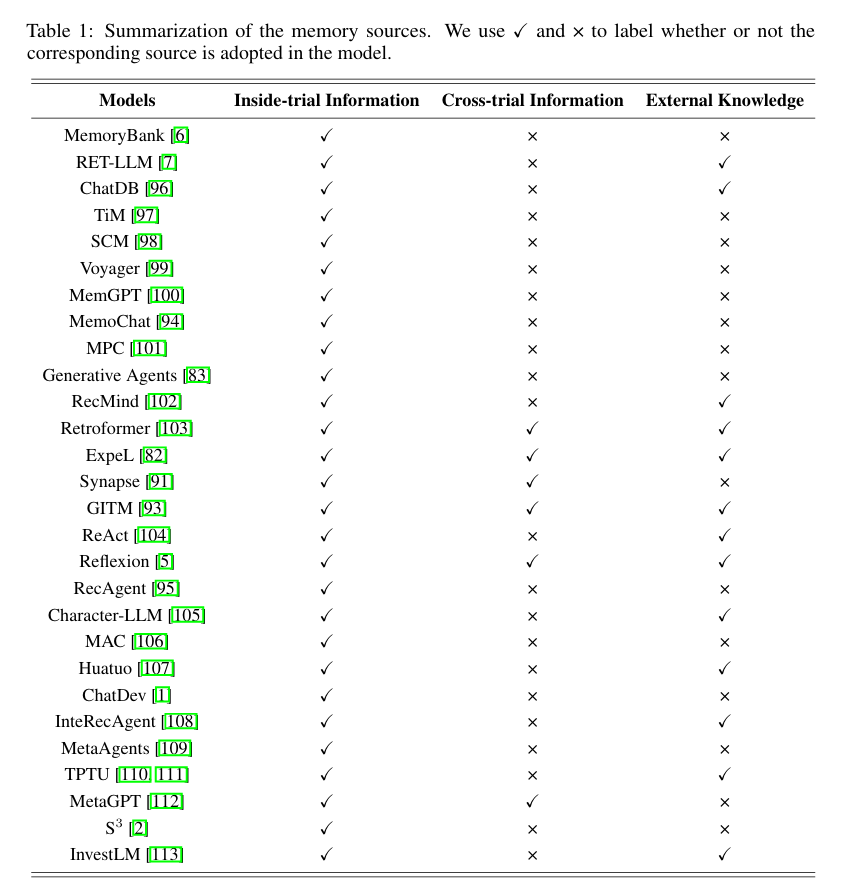 Table 1: Summarization of the memory sources. We use ✓ and × to label whether or not the
corresponding source is adopted in the model.
Models Inside-trial Information Cross-trial Information External Knowledge
MemoryBank [6] ✓ × ×
RET-LLM [7] ✓ × ✓
ChatDB [96] ✓ × ✓
TiM [97] ✓ × ×
SCM [98] ✓ × ×
Voyager [99] ✓ × ×
MemGPT [100] ✓ × ×
MemoChat [94] ✓ × ×
MPC [101] ✓ × ×
Generative Agents [83] ✓ × ×
RecMind [102] ✓ × ✓
Retroformer [103] ✓ ✓ ✓
ExpeL [82] ✓ ✓ ✓
Synapse [91] ✓ ✓ ×
GITM [93] ✓ ✓ ✓
ReAct [104] ✓ × ✓
Reflexion [5] ✓ ✓ ✓
RecAgent [95] ✓ × ×
Character-LLM [105] ✓ × ✓
MAC [106] ✓ × ×
Huatuo [107] ✓ × ✓
ChatDev [1] ✓ × ×
InteRecAgent [108] ✓ × ✓
MetaAgents [109] ✓ × ×
TPTU [110, 111] ✓ × ✓
MetaGPT [112] ✓ ✓ ×
S³ [2] ✓ × ×
InvestLM [113] ✓ × ✓